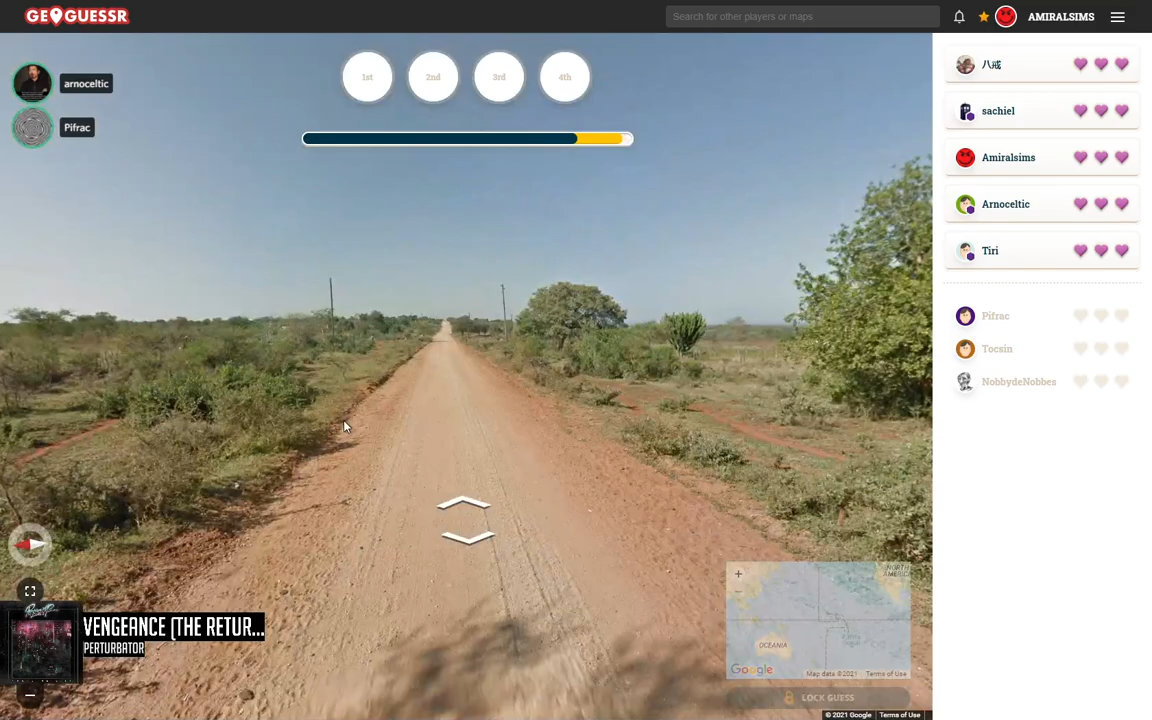 GEOGUESSR
Search for other players or maps
AMIRALSIMS
arnoceltic
Pifrac
1st
2nd
3rd
4th
八戒
sachiel
Amiralsims
Arnoceltic
Tiri
Pifrac
Tocsin
NobbydeNobbes
VENGEANCE (THE RETUR...
PERTURBATOR
+
NORTH
AMERICA
OCEANIA
Google
Map data ©2021
Terms of Use
LOCK GUESS
© 2021 Google
Terms of Use